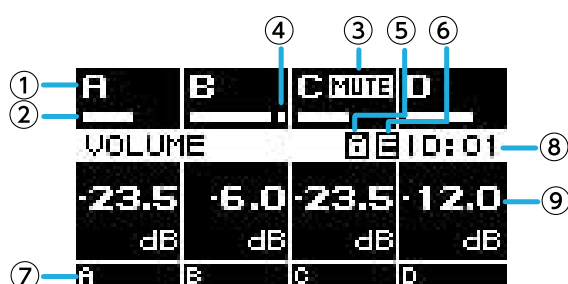 ④ ③ ⑤ ⑥
① A B C MUTE D
②
VOLUME ID:01 ⑧
-23.5 -6.0 -23.5 -12.0 ⑨
dB dB dB dB
⑦ A B C D